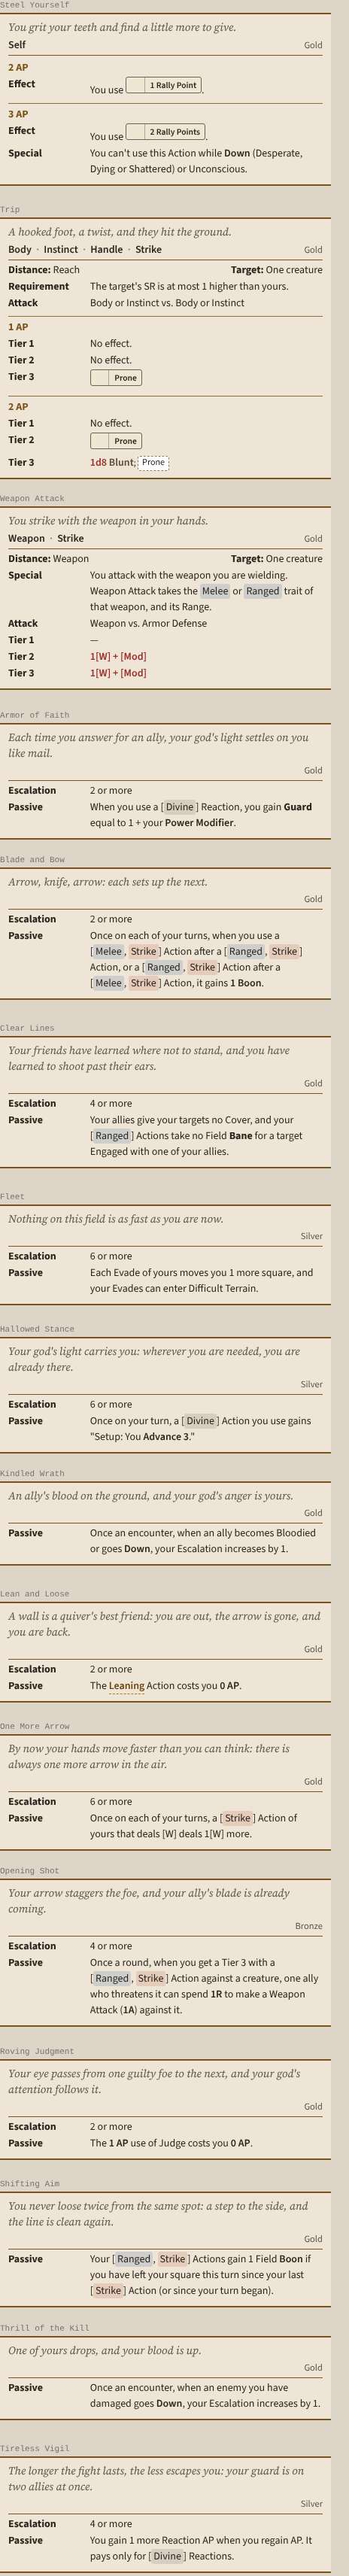 Steel Yourself
You grit your teeth and find a little more to give.
Self Gold
2 AP
Effect You use 1 Rally Point.
3 AP
Effect You use 2 Rally Points.
Special You can't use this Action while Down (Desperate,
Dying or Shattered) or Unconscious.
Trip
A hooked foot, a twist, and they hit the ground.
Body · Instinct · Handle · Strike Gold
Distance: Reach Target: One creature
Requirement The target's SR is at most 1 higher than yours.
Attack Body or Instinct vs. Body or Instinct
1 AP
Tier 1 No effect.
Tier 2 No effect.
Tier 3 Prone
2 AP
Tier 1 No effect.
Tier 2 Prone
Tier 3 1d8 Blunt; Prone
Weapon Attack
You strike with the weapon in your hands.
Weapon · Strike Gold
Distance: Weapon Target: One creature
Special You attack with the weapon you are wielding.
Weapon Attack takes the Melee or Ranged trait of
that weapon, and its Range.
Attack Weapon vs. Armor Defense
Tier 1 —
Tier 2 1[W] + [Mod]
Tier 3 1[W] + [Mod]
Armor of Faith
Each time you answer for an ally, your god's light settles on you
like mail.
Gold
Escalation 2 or more
Passive When you use a [Divine] Reaction, you gain Guard
equal to 1 + your Power Modifier.
Blade and Bow
Arrow, knife, arrow: each sets up the next.
Gold
Escalation 2 or more
Passive Once on each of your turns, when you use a
[Melee, Strike] Action after a [Ranged, Strike]
Action, or a [Ranged, Strike] Action after a
[Melee, Strike] Action, it gains 1 Boon.
Clear Lines
Your friends have learned where not to stand, and you have
learned to shoot past their ears.
Gold
Escalation 4 or more
Passive Your allies give your targets no Cover, and your
[Ranged] Actions take no Field Bane for a target
Engaged with one of your allies.
Fleet
Nothing on this field is as fast as you are now.
Silver
Escalation 6 or more
Passive Each Evade of yours moves you 1 more square, and
your Evades can enter Difficult Terrain.
Hallowed Stance
Your god's light carries you: wherever you are needed, you are
already there.
Silver
Escalation 6 or more
Passive Once on your turn, a [Divine] Action you use gains
"Setup: You Advance 3."
Kindled Wrath
An ally's blood on the ground, and your god's anger is yours.
Gold
Passive Once an encounter, when an ally becomes Bloodied
or goes Down, your Escalation increases by 1.
Lean and Loose
A wall is a quiver's best friend: you are out, the arrow is gone, and
you are back.
Gold
Escalation 2 or more
Passive The Leaning Action costs you 0 AP.
One More Arrow
By now your hands move faster than you can think: there is
always one more arrow in the air.
Gold
Escalation 6 or more
Passive Once on each of your turns, a [Strike] Action of
yours that deals [W] deals 1[W] more.
Opening Shot
Your arrow staggers the foe, and your ally's blade is already
coming.
Bronze
Escalation 4 or more
Passive Once a round, when you get a Tier 3 with a
[Ranged, Strike] Action against a creature, one ally
who threatens it can spend 1R to make a Weapon
Attack (1A) against it.
Roving Judgment
Your eye passes from one guilty foe to the next, and your god's
attention follows it.
Gold
Escalation 2 or more
Passive The 1 AP use of Judge costs you 0 AP.
Shifting Aim
You never loose twice from the same spot: a step to the side, and
the line is clean again.
Gold
Passive Your [Ranged, Strike] Actions gain 1 Field Boon if
you have left your square this turn since your last
[Strike] Action (or since your turn began).
Thrill of the Kill
One of yours drops, and your blood is up.
Gold
Passive Once an encounter, when an enemy you have
damaged goes Down, your Escalation increases by 1.
Tireless Vigil
The longer the fight lasts, the less escapes you: your guard is on
two allies at once.
Silver
Escalation 4 or more
Passive You gain 1 more Reaction AP when you regain AP. It
pays only for [Divine] Reactions.